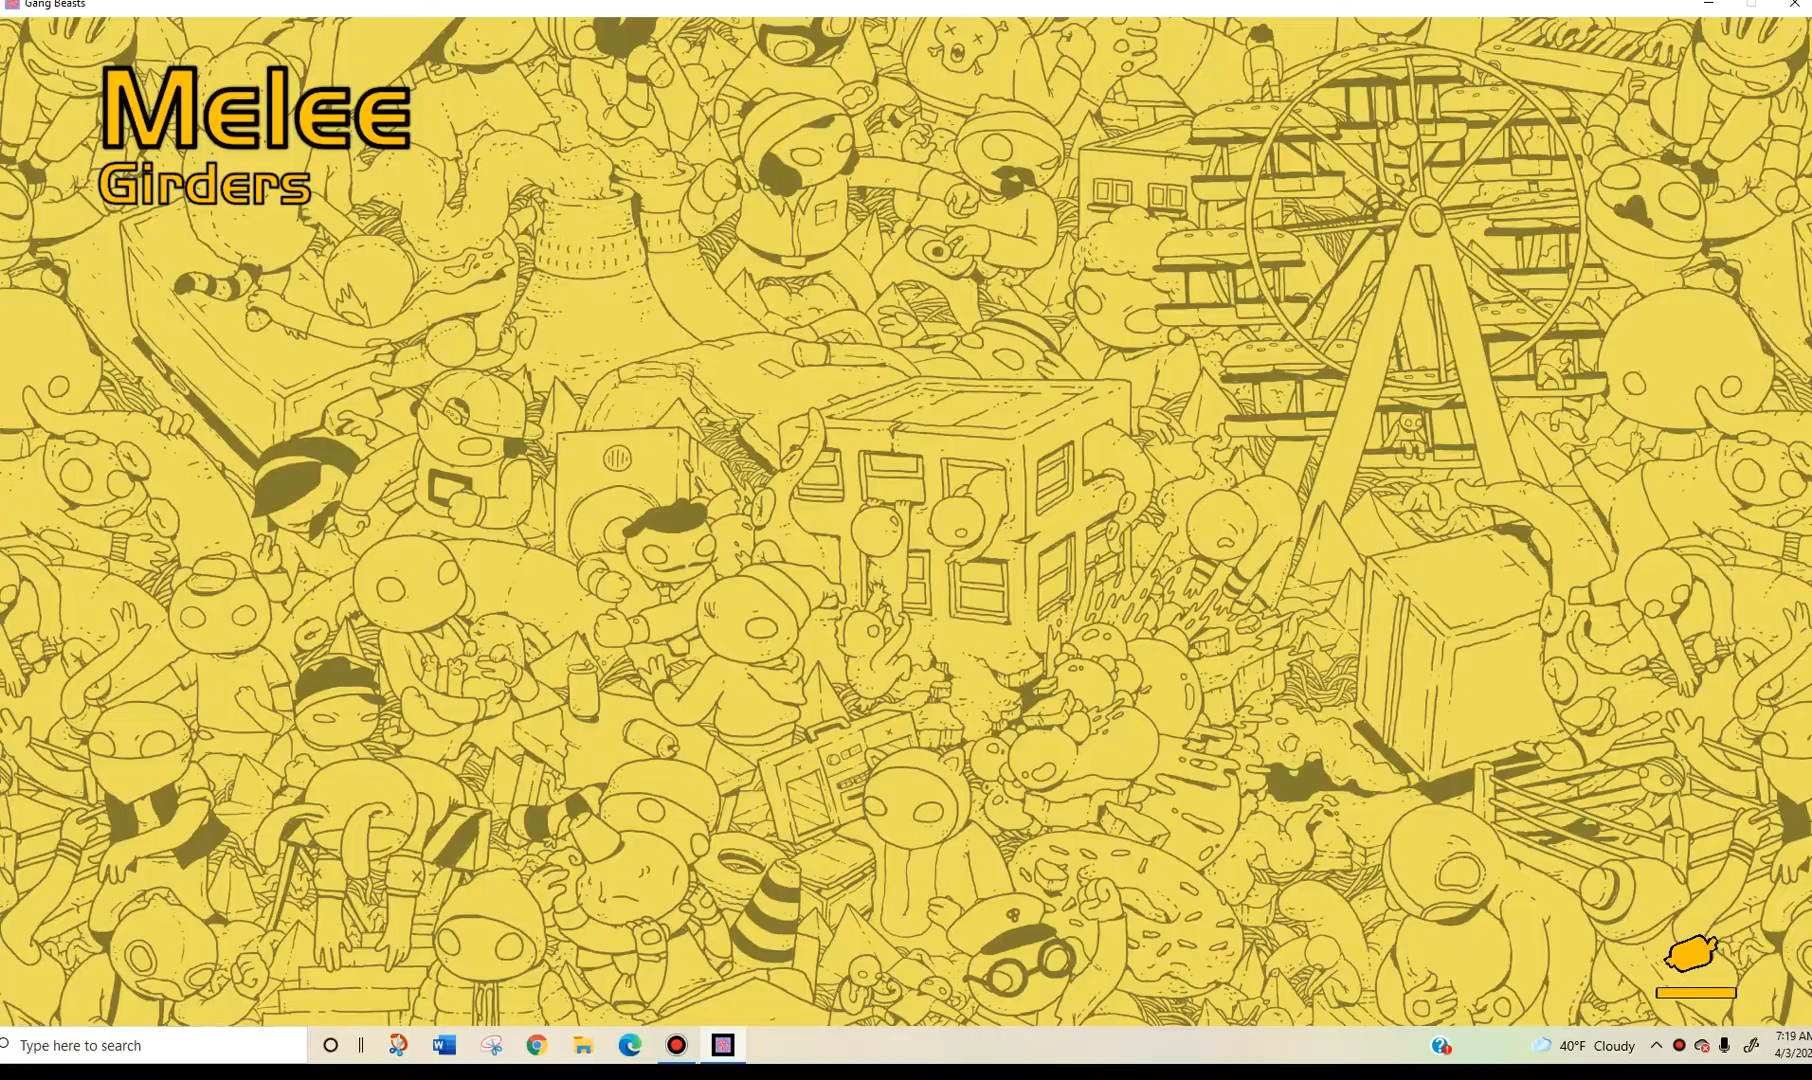 Gang Beasts
Melee
Girders
Type here to search
40°F Cloudy
7:19 AM